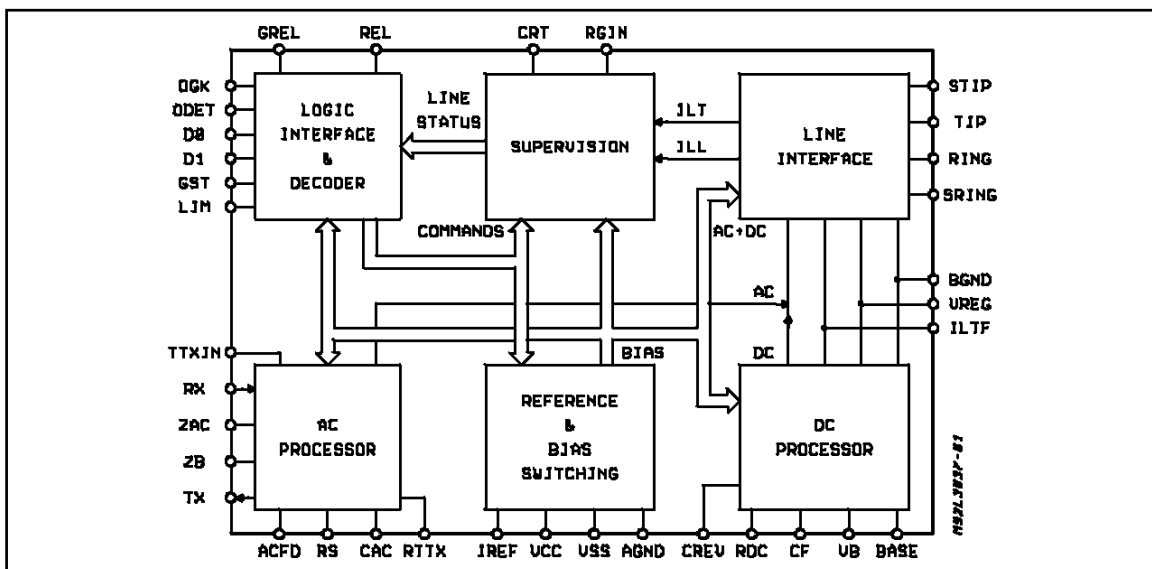 GREL REL CRT RGIN
OGK
ODET
D0
D1
GST
LIM
LOGIC
INTERFACE
&
DECODER
LINE
STATUS
SUPERVISION
ILT
ILL
LINE
INTERFACE
STIP
TIP
RING
SRING
COMMANDS
AC+DC
AC
BIAS
DC
BGND
VREG
ILTF
TTXIN
RX
ZAC
ZB
TX
AC
PROCESSOR
REFERENCE
&
BIAS
SWITCHING
DC
PROCESSOR
ACFD RS CAC RTTX IREF VCC VSS AGND CREV RDC CF VB BASE